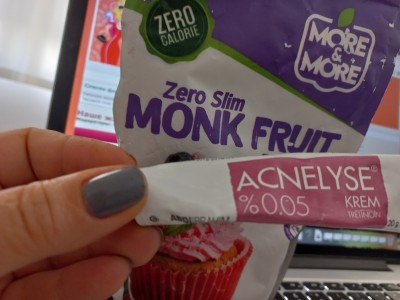 ZERO
CALORIE
MORE
&
MORE
Zero Slim
MONK FRUIT
ACNELYSE®
%0.05
KREM